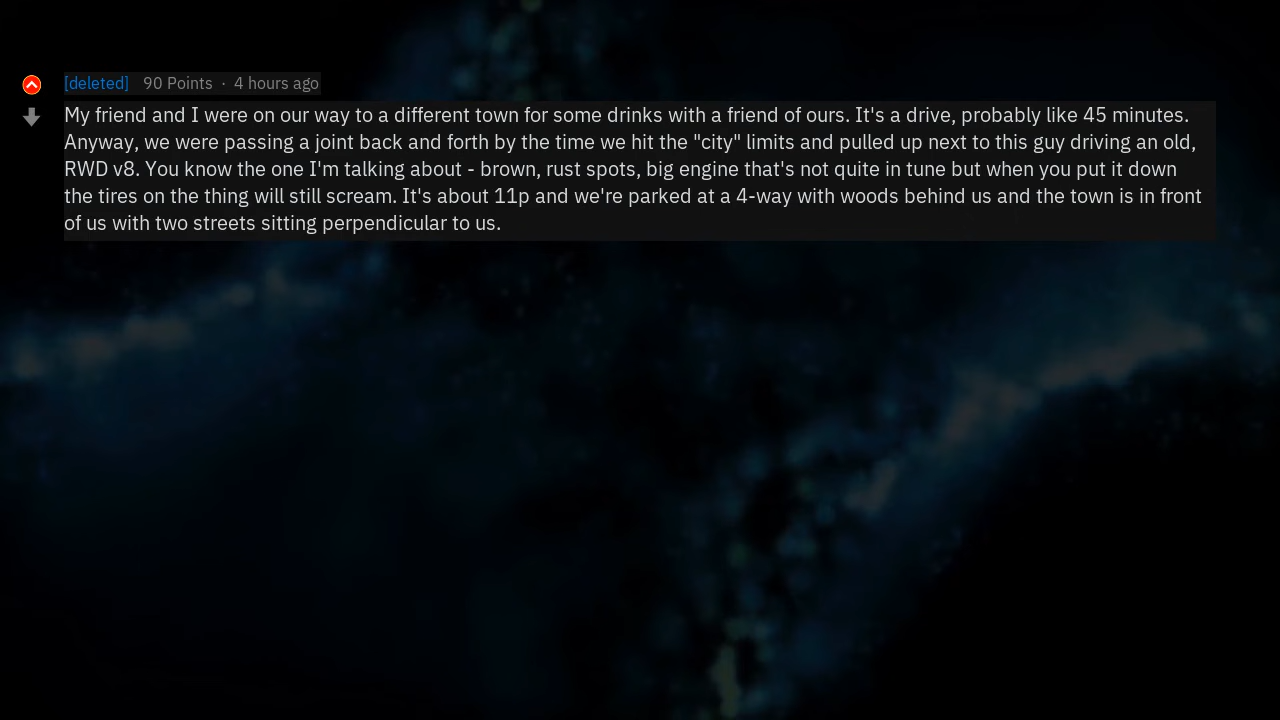 [deleted] 90 Points · 4 hours ago
My friend and I were on our way to a different town for some drinks with a friend of ours. It's a drive, probably like 45 minutes.
Anyway, we were passing a joint back and forth by the time we hit the "city" limits and pulled up next to this guy driving an old,
RWD v8. You know the one I'm talking about - brown, rust spots, big engine that's not quite in tune but when you put it down
the tires on the thing will still scream. It's about 11p and we're parked at a 4-way with woods behind us and the town is in front
of us with two streets sitting perpendicular to us.